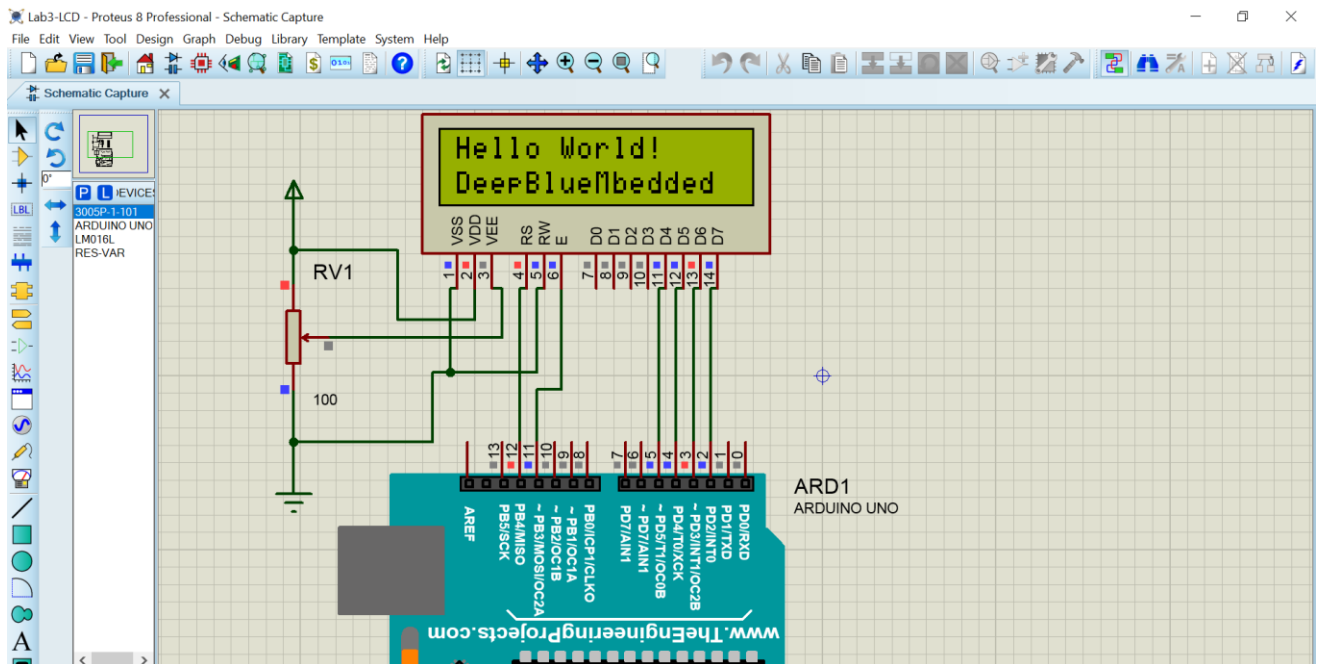 Lab3-LCD - Proteus 8 Professional - Schematic Capture
File Edit View Tool Design Graph Debug Library Template System Help
Schematic Capture
0°
P L EVICE:
LBL
3005P-1-101
ARDUINO UNO
LM016L
RES-VAR
A
Hello World!
DeepBlueMbedded
VSS VDD VEE RS RW E D0 D1 D2 D3 D4 D5 D6 D7
1 2 3 4 5 6 7 8 9 10 11 12 13 14
RV1
100
13 12 11 10 9 8 7 6 5 4 3 2 1 0
ARD1
ARDUINO UNO
AREF
PB5/SCK
PB4/MISO
~ PB3/MOSI/OC2A
~ PB2/OC1B
~ PB1/OC1A
PB0/ICP1/CLKO
PD7/AIN1
~ PD7/AIN1
~ PD5/T1/OC0B
PD4/T0/XCK
~ PD3/INT1/OC2B
PD2/INT0
PD1/TXD
PD0/RXD
www.TheEngineeringProjects.com